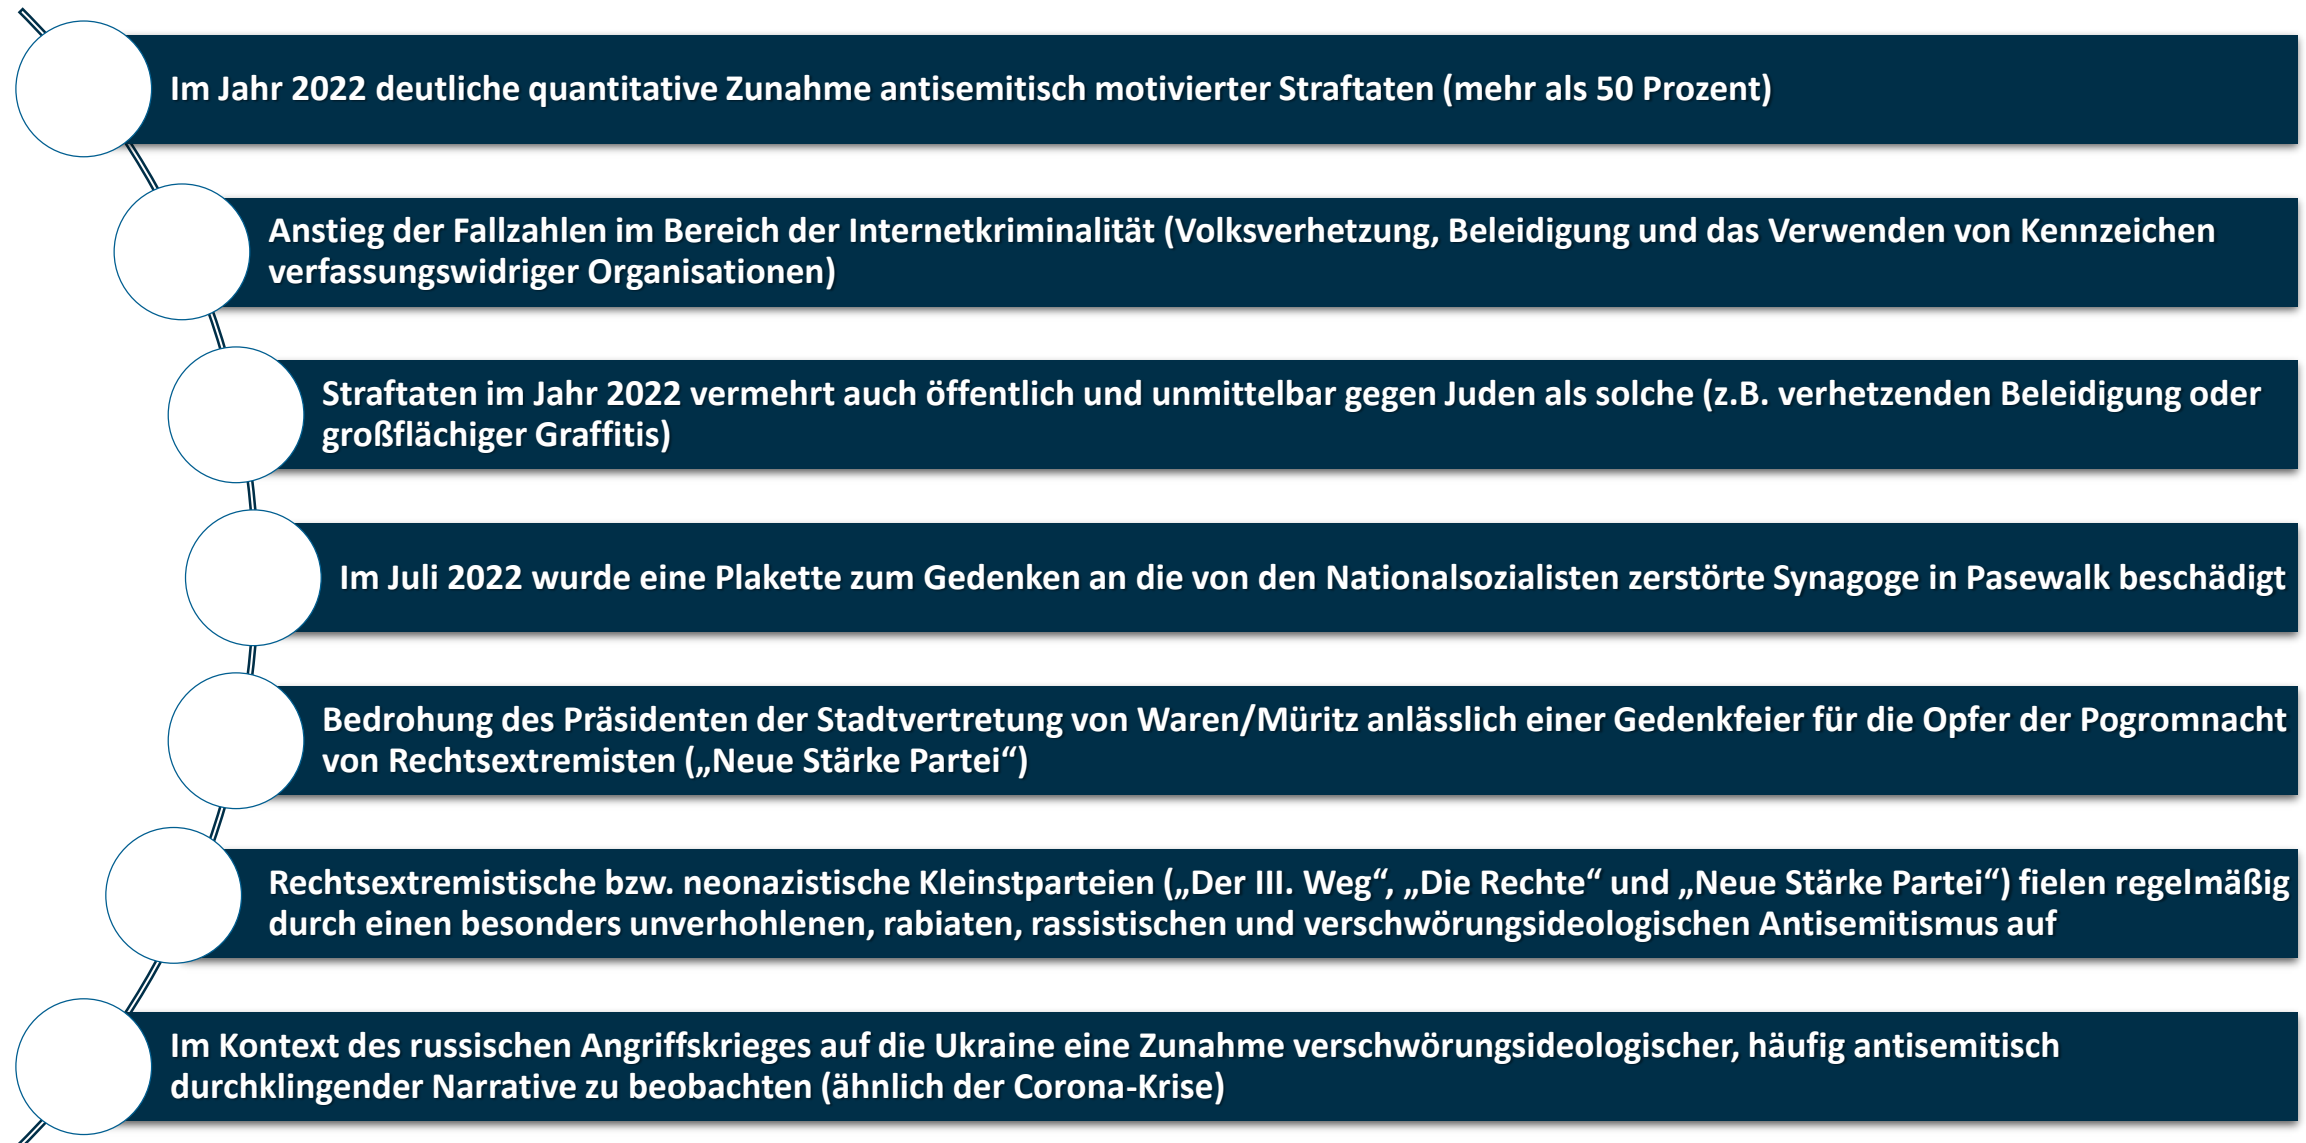 Im Jahr 2022 deutliche quantitative Zunahme antisemitisch motivierter Straftaten (mehr als 50 Prozent)
Anstieg der Fallzahlen im Bereich der Internetkriminalität (Volksverhetzung, Beleidigung und das Verwenden von Kennzeichen
verfassungswidriger Organisationen)
Straftaten im Jahr 2022 vermehrt auch öffentlich und unmittelbar gegen Juden als solche (z.B. verhetzenden Beleidigung oder
großflächiger Graffitis)
Im Juli 2022 wurde eine Plakette zum Gedenken an die von den Nationalsozialisten zerstörte Synagoge in Pasewalk beschädigt
Bedrohung des Präsidenten der Stadtvertretung von Waren/Müritz anlässlich einer Gedenkfeier für die Opfer der Pogromnacht
von Rechtsextremisten („Neue Stärke Partei“)
Rechtsextremistische bzw. neonazistische Kleinstparteien („Der III. Weg“, „Die Rechte“ und „Neue Stärke Partei“) fielen regelmäßig
durch einen besonders unverhohlenen, rabiaten, rassistischen und verschwörungsideologischen Antisemitismus auf
Im Kontext des russischen Angriffskrieges auf die Ukraine eine Zunahme verschwörungsideologischer, häufig antisemitisch
durchklingender Narrative zu beobachten (ähnlich der Corona-Krise)